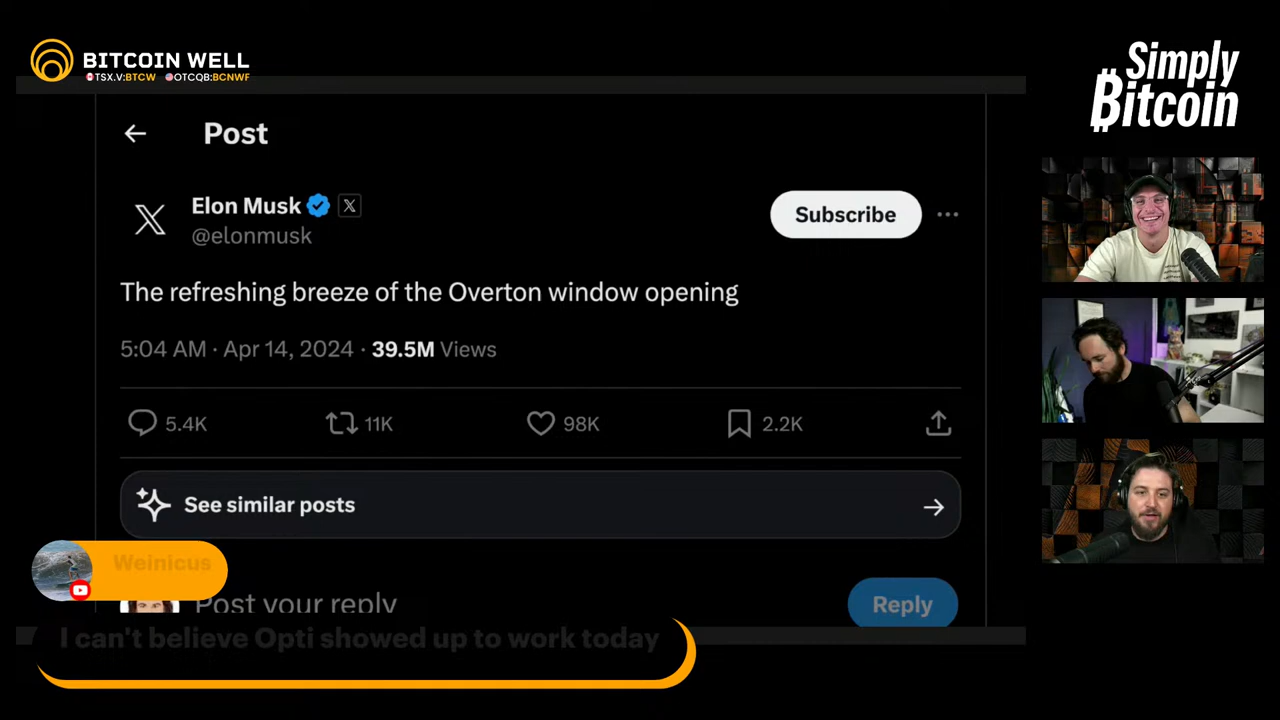 BITCOIN WELL
TSX.V:BTCW OTCQB:BCNWF
Simply
Bitcoin
Post
Elon Musk
@elonmusk
Subscribe
The refreshing breeze of the Overton window opening
5:04 AM · Apr 14, 2024 · 39.5M Views
5.4K
11K
98K
2.2K
See similar posts
Weinicus
Post your reply
Reply
I can't believe Opti showed up to work today